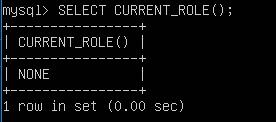 mysql> SELECT CURRENT_ROLE();
+----------------+
| CURRENT_ROLE() |
+----------------+
| NONE           |
+----------------+
1 row in set (0.00 sec)